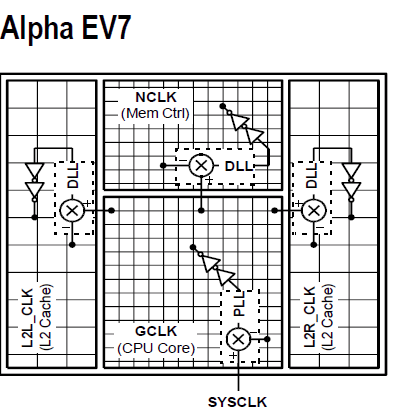 Alpha EV7
NCLK
(Mem Ctrl)
DLL
DLL
DLL
L2L_CLK
(L2 Cache)
L2R_CLK
(L2 Cache)
PLL
GCLK
(CPU Core)
SYSCLK